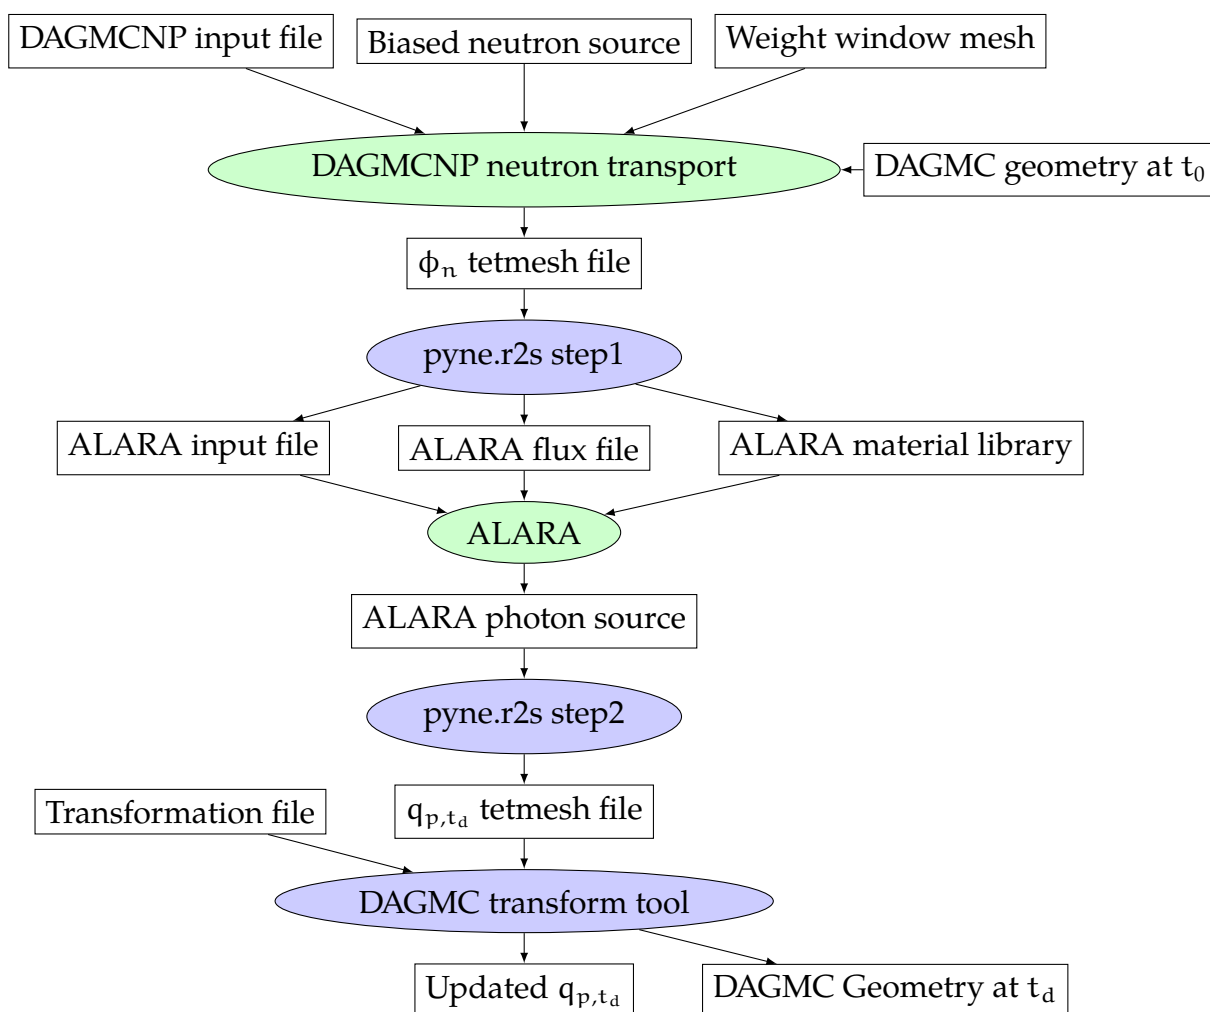 DAGMCNP input file
Biased neutron source
Weight window mesh
DAGMCNP neutron transport
DAGMC geometry at t₀
ϕₙ tetmesh file
pyne.r2s step1
ALARA input file
ALARA flux file
ALARA material library
ALARA
ALARA photon source
pyne.r2s step2
Transformation file
q_{p,t_d} tetmesh file
DAGMC transform tool
Updated q_{p,t_d}
DAGMC Geometry at t_d